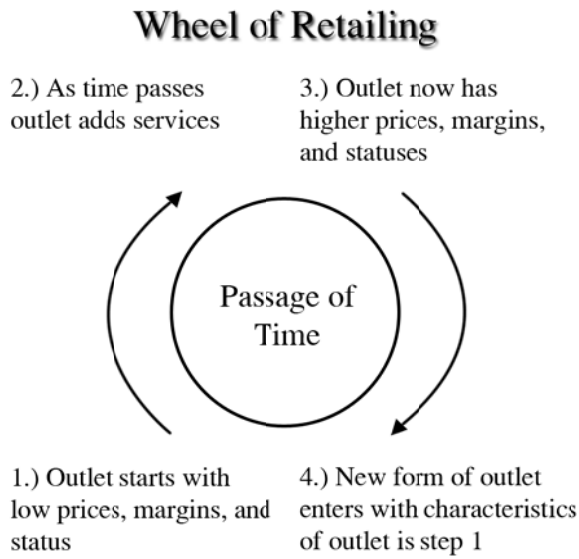 Wheel of Retailing
2.) As time passes
outlet adds services
3.) Outlet now has
higher prices, margins,
and statuses
Passage of
Time
1.) Outlet starts with
low prices, margins, and
status
4.) New form of outlet
enters with characteristics
of outlet is step 1